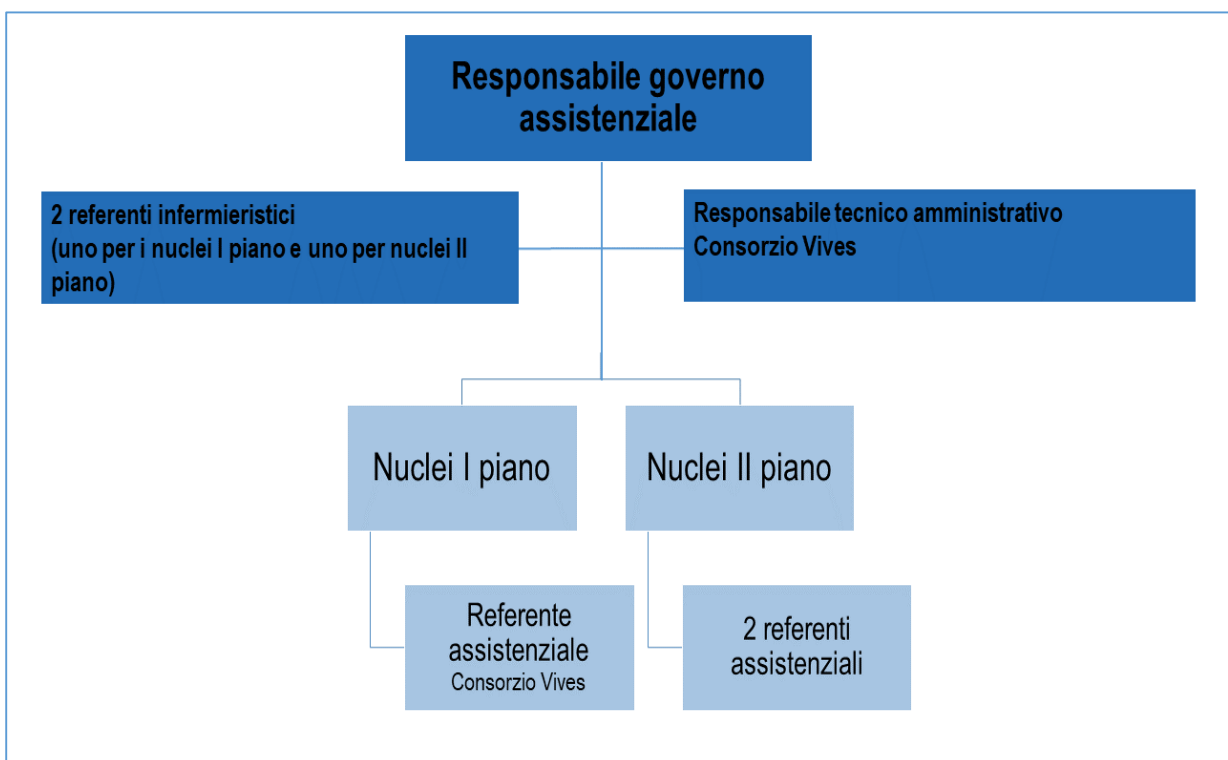 Responsabile governo
assistenziale
2 referenti infermieristici
(uno per i nuclei I piano e uno per nuclei II
piano)
Responsabile tecnico amministrativo
Consorzio Vives
Nuclei I piano
Nuclei II piano
Referente
assistenziale
Consorzio Vives
2 referenti
assistenziali